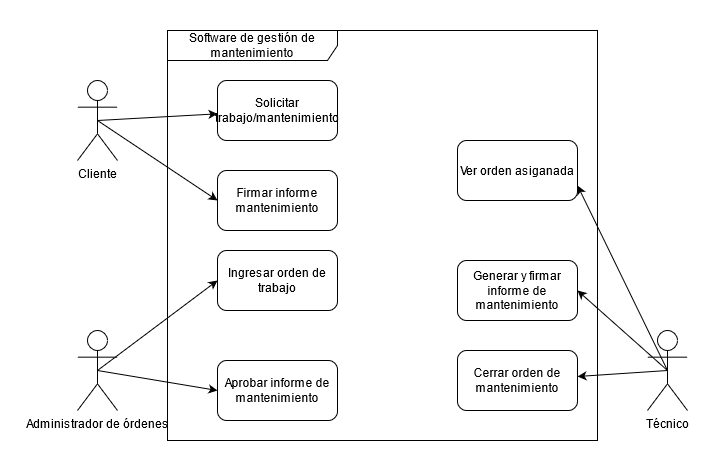 Software de gestión de
mantenimiento
Solicitar
trabajo/mantenimiento
Cliente
Firmar informe
mantenimiento
Ver orden asiganada
Ingresar orden de
trabajo
Generar y firmar
informe de
mantenimiento
Aprobar informe de
mantenimiento
Cerrar orden de
mantenimiento
Administrador de órdenes
Técnico